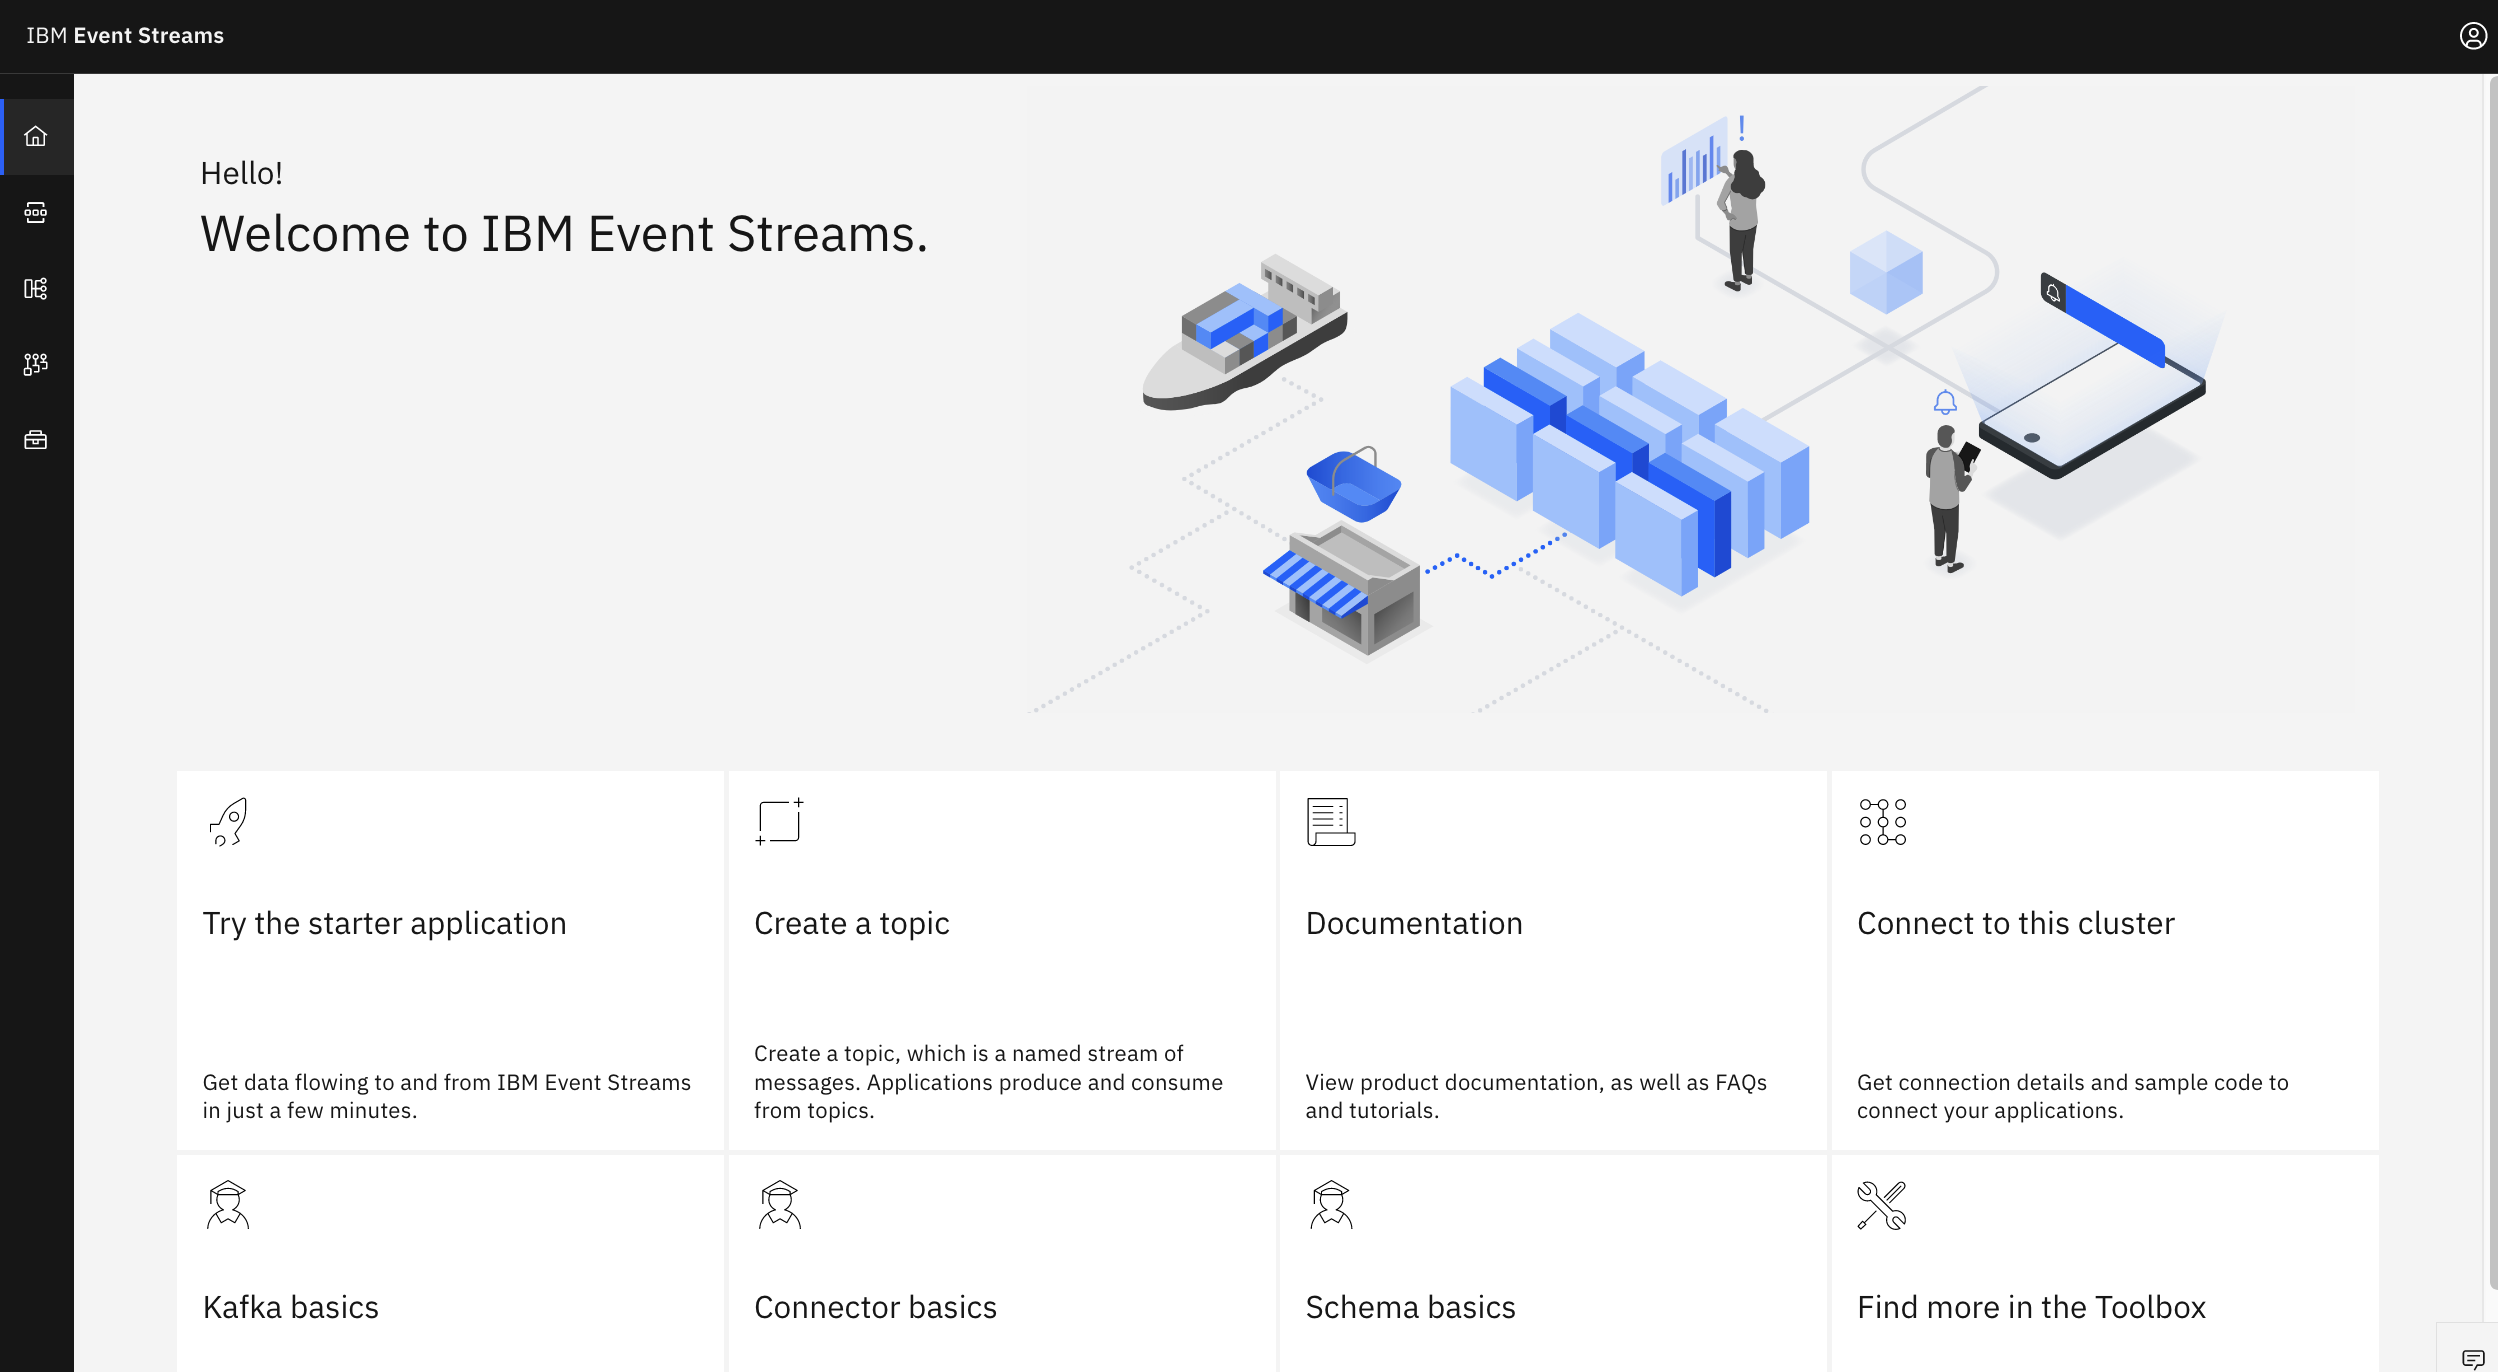 IBM Event Streams
Hello!
Welcome to IBM Event Streams.
!
Try the starter application
Get data flowing to and from IBM Event Streams
in just a few minutes.
Create a topic
Create a topic, which is a named stream of
messages. Applications produce and consume
from topics.
Documentation
View product documentation, as well as FAQs
and tutorials.
Connect to this cluster
Get connection details and sample code to
connect your applications.
Kafka basics
Connector basics
Schema basics
Find more in the Toolbox